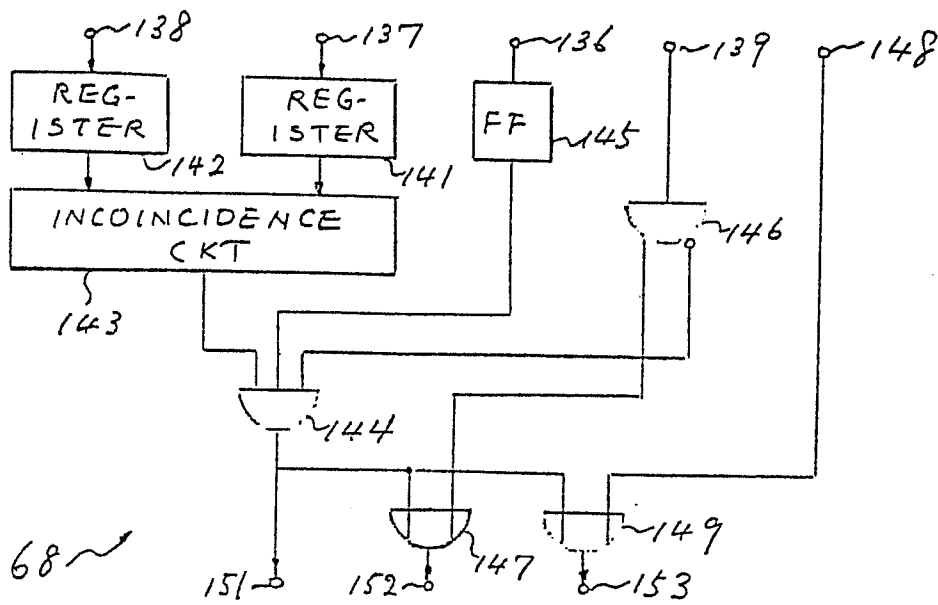 138
137
136
139
148
REG-
ISTER
REG-
ISTER
FF
142
141
145
146
INCOINCIDENCE
CKT
143
144
147
149
68
151
152
153